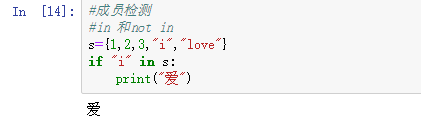 In [14]: #成员检测
#in 和not in
s={1,2,3,"i","love"}
if "i" in s:
    print("爱")
爱